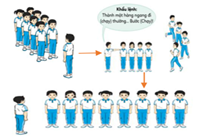 Khẩu lệnh:
Thành một hàng ngang đi
(chạy) thường... Bước (Chạy)!